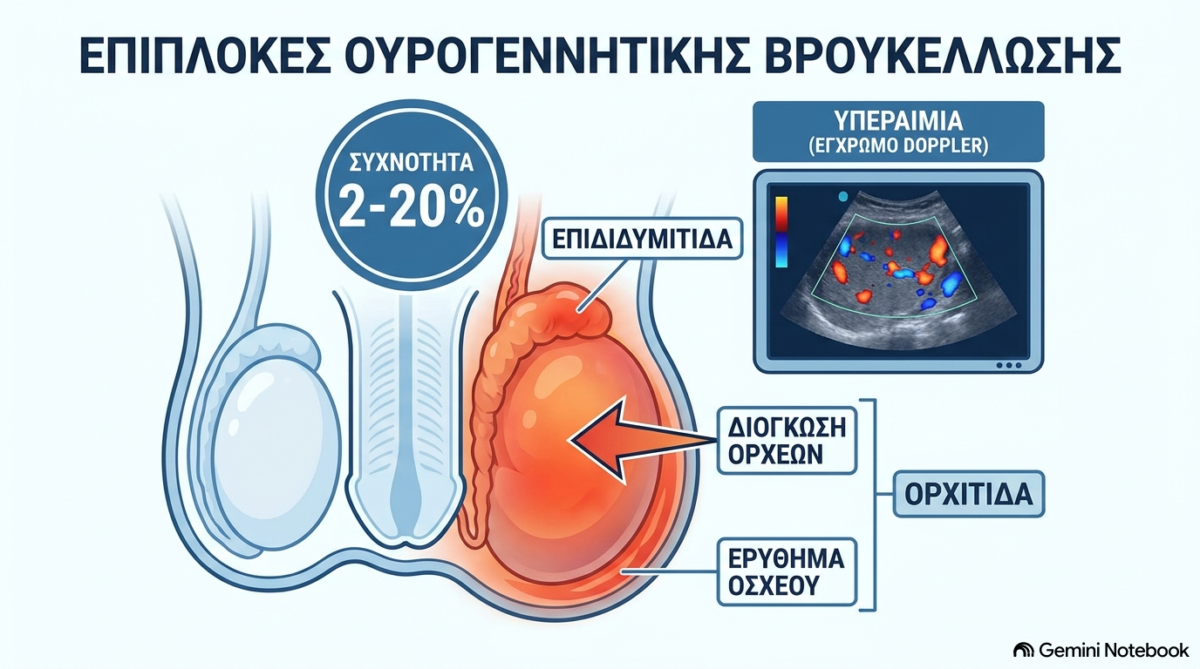 ΕΠΙΠΛΟΚΕΣ ΟΥΡΟΓΕΝΝΗΤΙΚΗΣ ΒΡΟΥΚΕΛΛΩΣΗΣ
ΣΥΧΝΟΤΗΤΑ
2-20%
ΥΠΕΡΑΙΜΙΑ
(ΕΓΧΡΩΜΟ DOPPLER)
ΕΠΙΔΙΔΥΜΙΤΙΔΑ
ΔΙΟΓΚΩΣΗ
ΟΡΧΕΩΝ
ΟΡΧΙΤΙΔΑ
ΕΡΥΘΗΜΑ
ΟΣΧΕΟΥ
Gemini Notebook